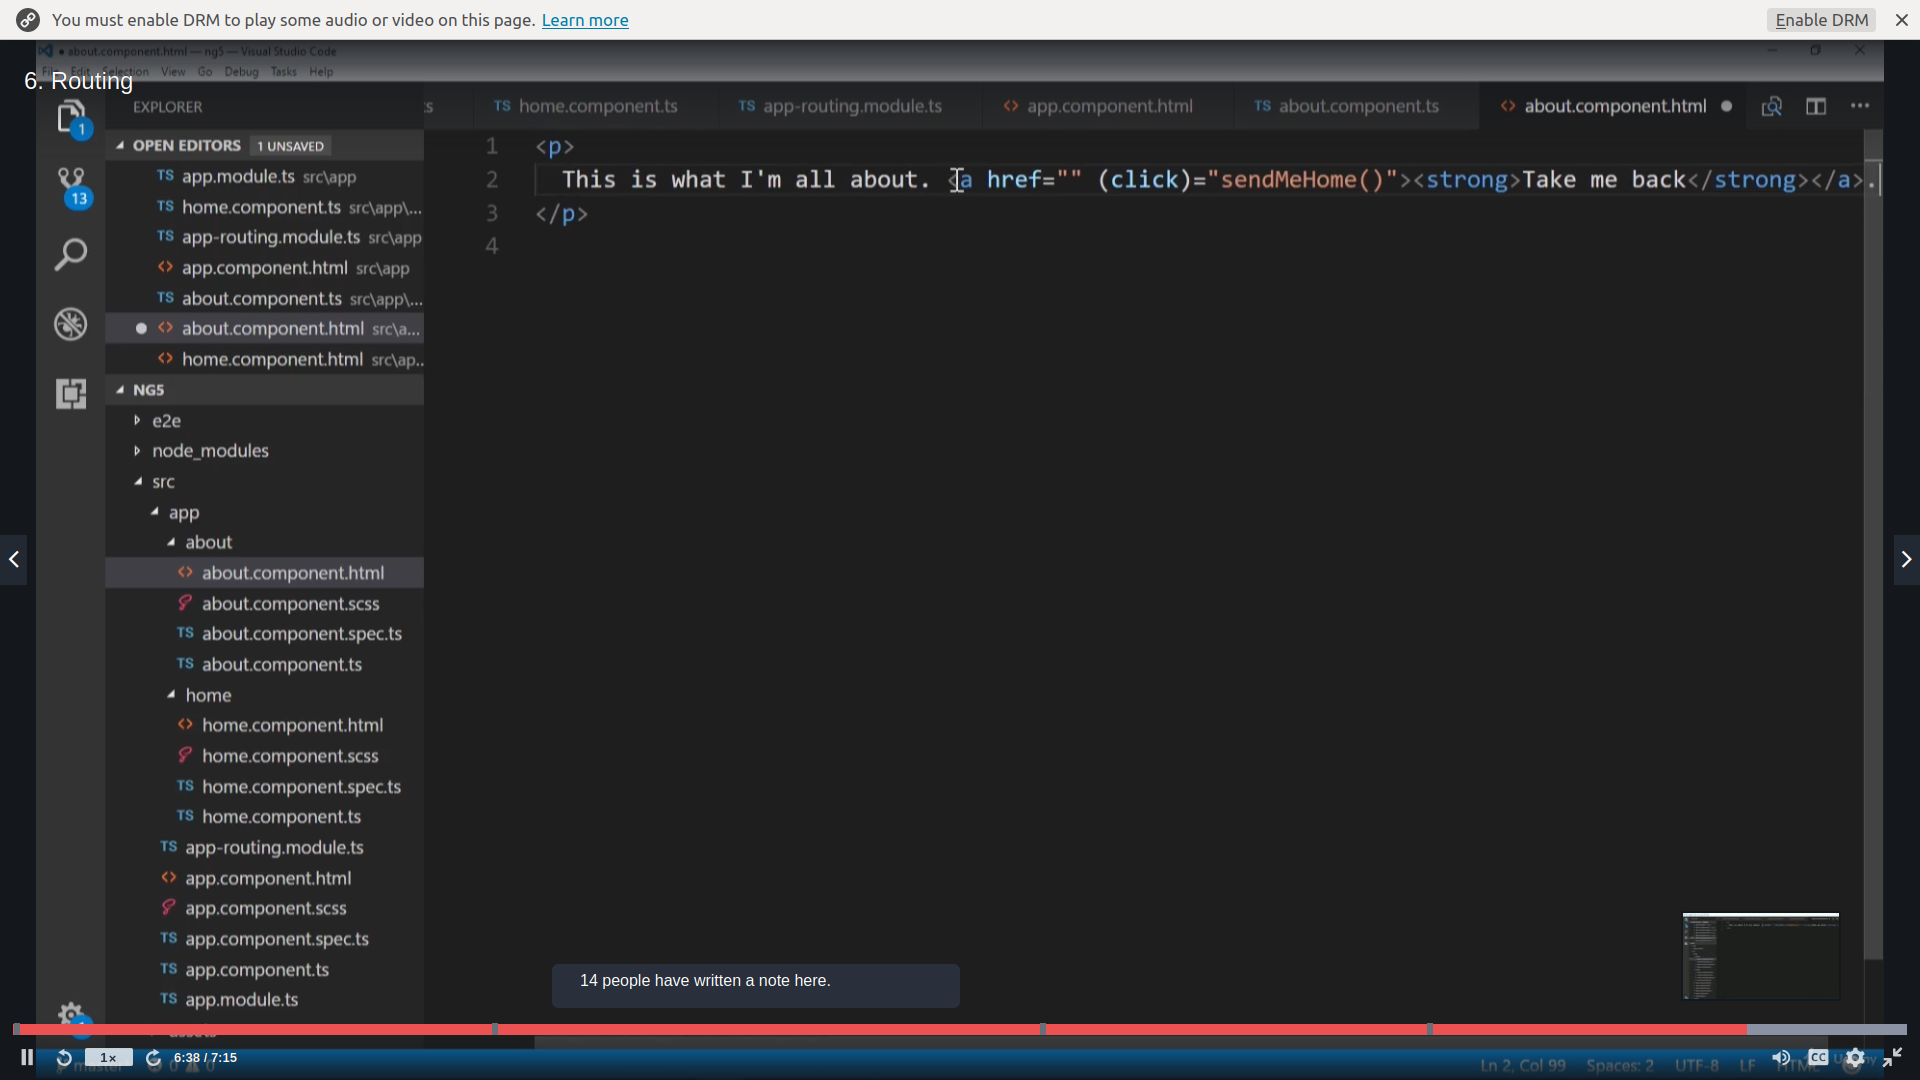 You must enable DRM to play some audio or video on this page. Learn more
Enable DRM
about.component.html — ng5 — Visual Studio Code
File Edit Selection View Go Debug Tasks Help
6. Routing
EXPLORER
TS home.component.ts
TS app-routing.module.ts
<> app.component.html
TS about.component.ts
<> about.component.html
1
OPEN EDITORS 1 UNSAVED
TS app.module.ts src\app
TS home.component.ts src\app\...
TS app-routing.module.ts src\app
<> app.component.html src\app
TS about.component.ts src\app\...
<> about.component.html src\a...
<> home.component.html src\ap..
13
1 <p>
2 This is what I'm all about. <a href="" (click)="sendMeHome()"><strong>Take me back</strong></a>.
3 </p>
4
NG5
e2e
node_modules
src
app
about
<> about.component.html
about.component.scss
TS about.component.spec.ts
TS about.component.ts
home
<> home.component.html
home.component.scss
TS home.component.spec.ts
TS home.component.ts
TS app-routing.module.ts
<> app.component.html
app.component.scss
TS app.component.spec.ts
TS app.component.ts
TS app.module.ts
assets
14 people have written a note here.
1×
6:38 / 7:15
master
0
0
Ln 2, Col 99 Spaces: 2 UTF-8 LF HTML
CC